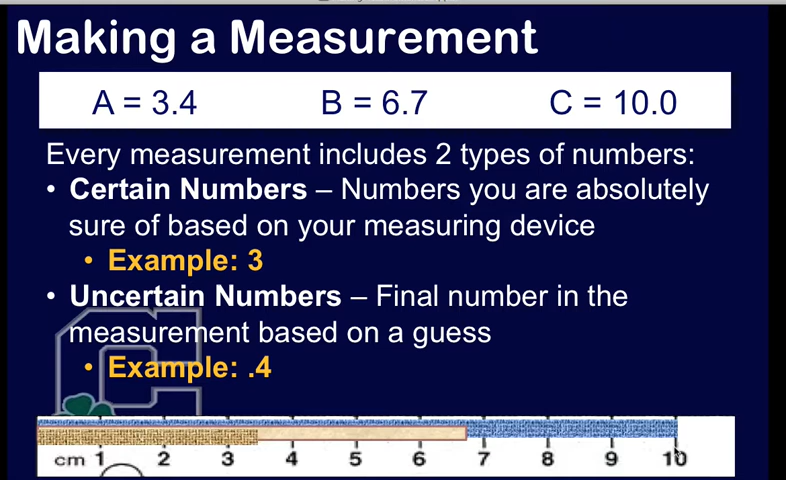 Making a Measurement
A = 3.4 B = 6.7 C = 10.0
Every measurement includes 2 types of numbers:
• Certain Numbers – Numbers you are absolutely
sure of based on your measuring device
• Example: 3
• Uncertain Numbers – Final number in the
measurement based on a guess
• Example: .4
cm 1 2 3 4 5 6 7 8 9 10